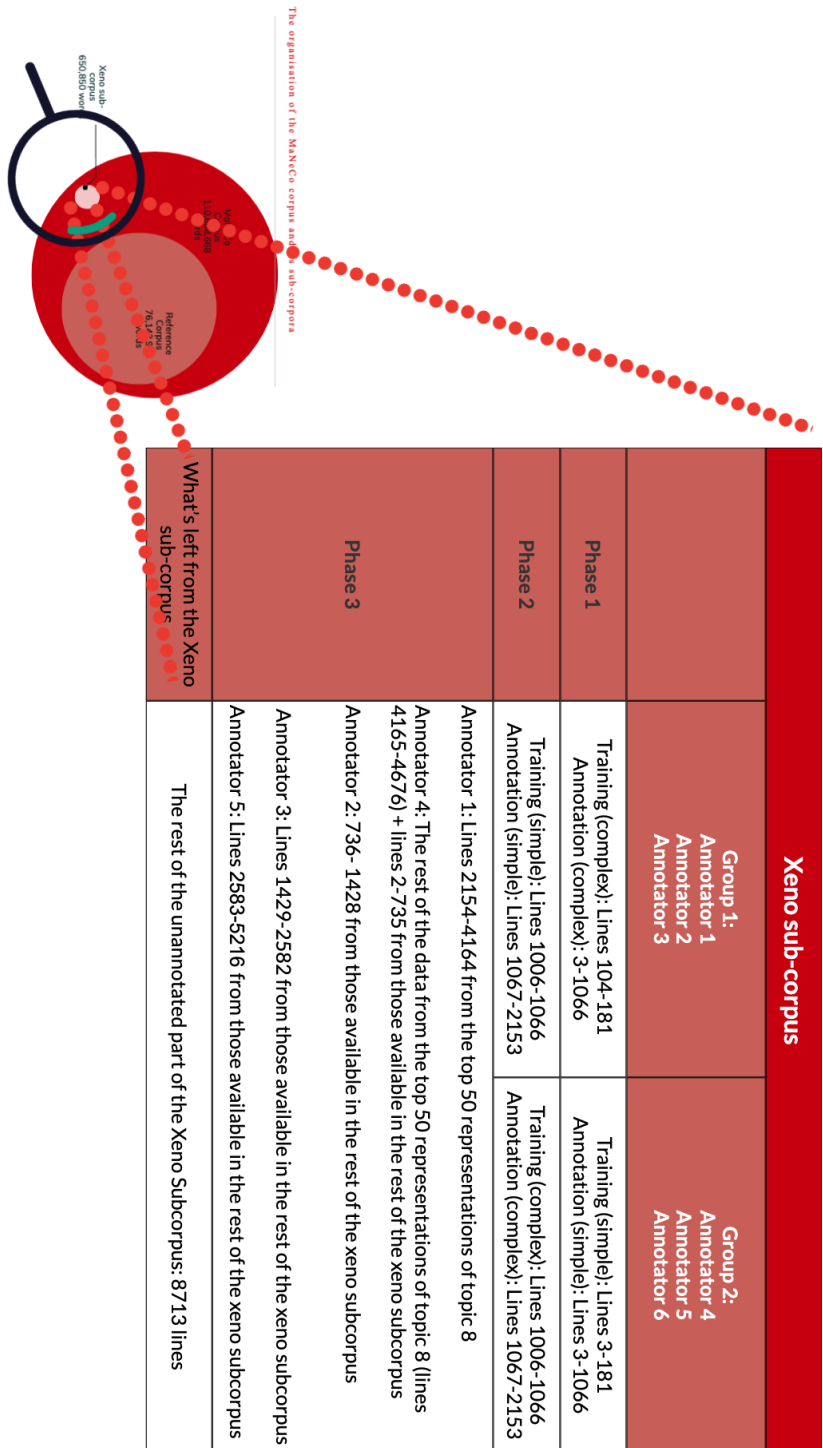 The organisation of the MaNeCo corpus and sub-corpora
Xeno sub-
corpus
650,850
Reference
Corpus
Xeno sub-corpus
Group 1:
Annotator 1
Annotator 2
Annotator 3
Group 2:
Annotator 4
Annotator 5
Annotator 6
Phase 1
Training (complex): Lines 104-181
Annotation (complex): 3-1066
Training (simple): Lines 3-181
Annotation (simple): Lines 3-1066
Phase 2
Training (simple): Lines 1006-1066
Annotation (simple): Lines 1067-2153
Training (complex): Lines 1006-1066
Annotation (complex): Lines 1067-2153
Phase 3
Annotator 1: Lines 2154-4164 from the top 50 representations of topic 8
Annotator 4: The rest of the data from the top 50 representations of topic 8 (lines
4165-4676) + lines 2-735 from those available in the rest of the xeno subcorpus
Annotator 2: 736- 1428 from those available in the rest of the xeno subcorpus
Annotator 3: Lines 1429-2582 from those available in the rest of the xeno subcorpus
Annotator 5: Lines 2583-5216 from those available in the rest of the xeno subcorpus
What's left from the Xeno
sub-corpus
The rest of the unannotated part of the Xeno Subcorpus: 8713 lines